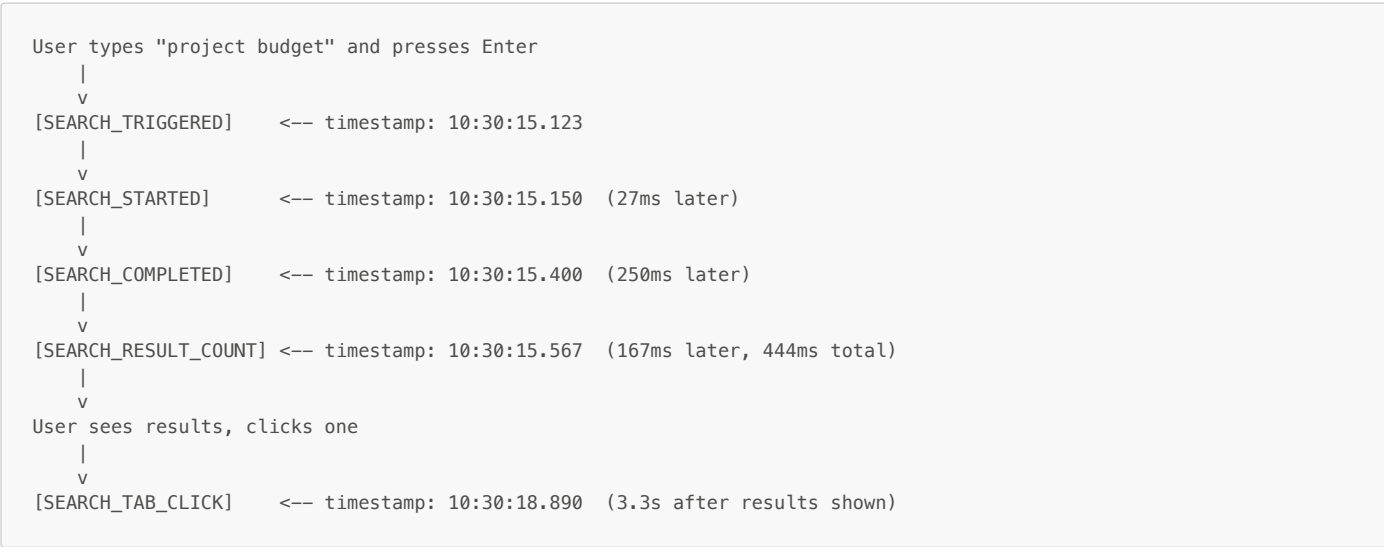 User types "project budget" and presses Enter
|
v
[SEARCH_TRIGGERED]    <-- timestamp: 10:30:15.123
|
v
[SEARCH_STARTED]      <-- timestamp: 10:30:15.150  (27ms later)
|
v
[SEARCH_COMPLETED]    <-- timestamp: 10:30:15.400  (250ms later)
|
v
[SEARCH_RESULT_COUNT] <-- timestamp: 10:30:15.567  (167ms later, 444ms total)
|
v
User sees results, clicks one
|
v
[SEARCH_TAB_CLICK]    <-- timestamp: 10:30:18.890  (3.3s after results shown)